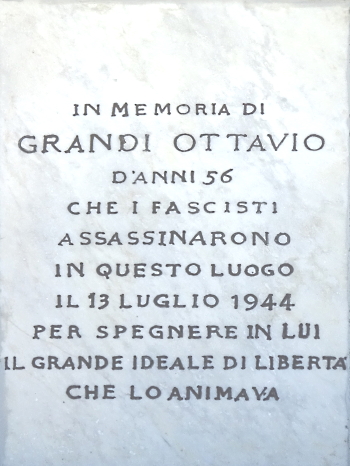 IN MEMORIA DI
GRANDI OTTAVIO
D'ANNI 56
CHE I FASCISTI
ASSASSINARONO
IN QUESTO LUOGO
IL 13 LUGLIO 1944
PER SPEGNERE IN LUI
IL GRANDE IDEALE DI LIBERTA'
CHE LO ANIMAVA